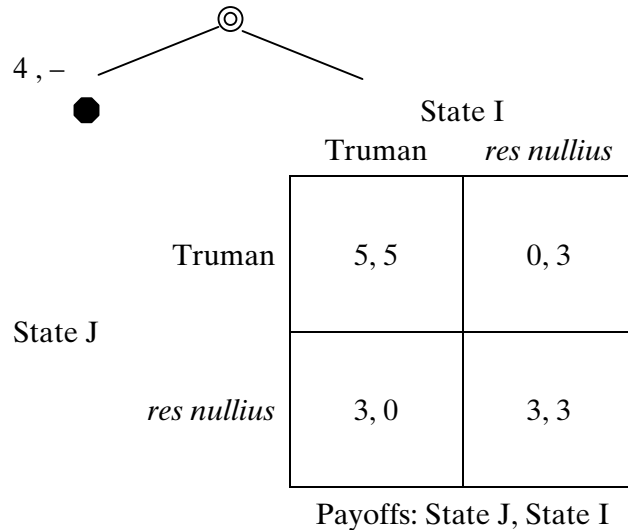 4 , –
State I
Truman res nullius
Truman 5, 5 0, 3
State J
res nullius 3, 0 3, 3
Payoffs: State J, State I